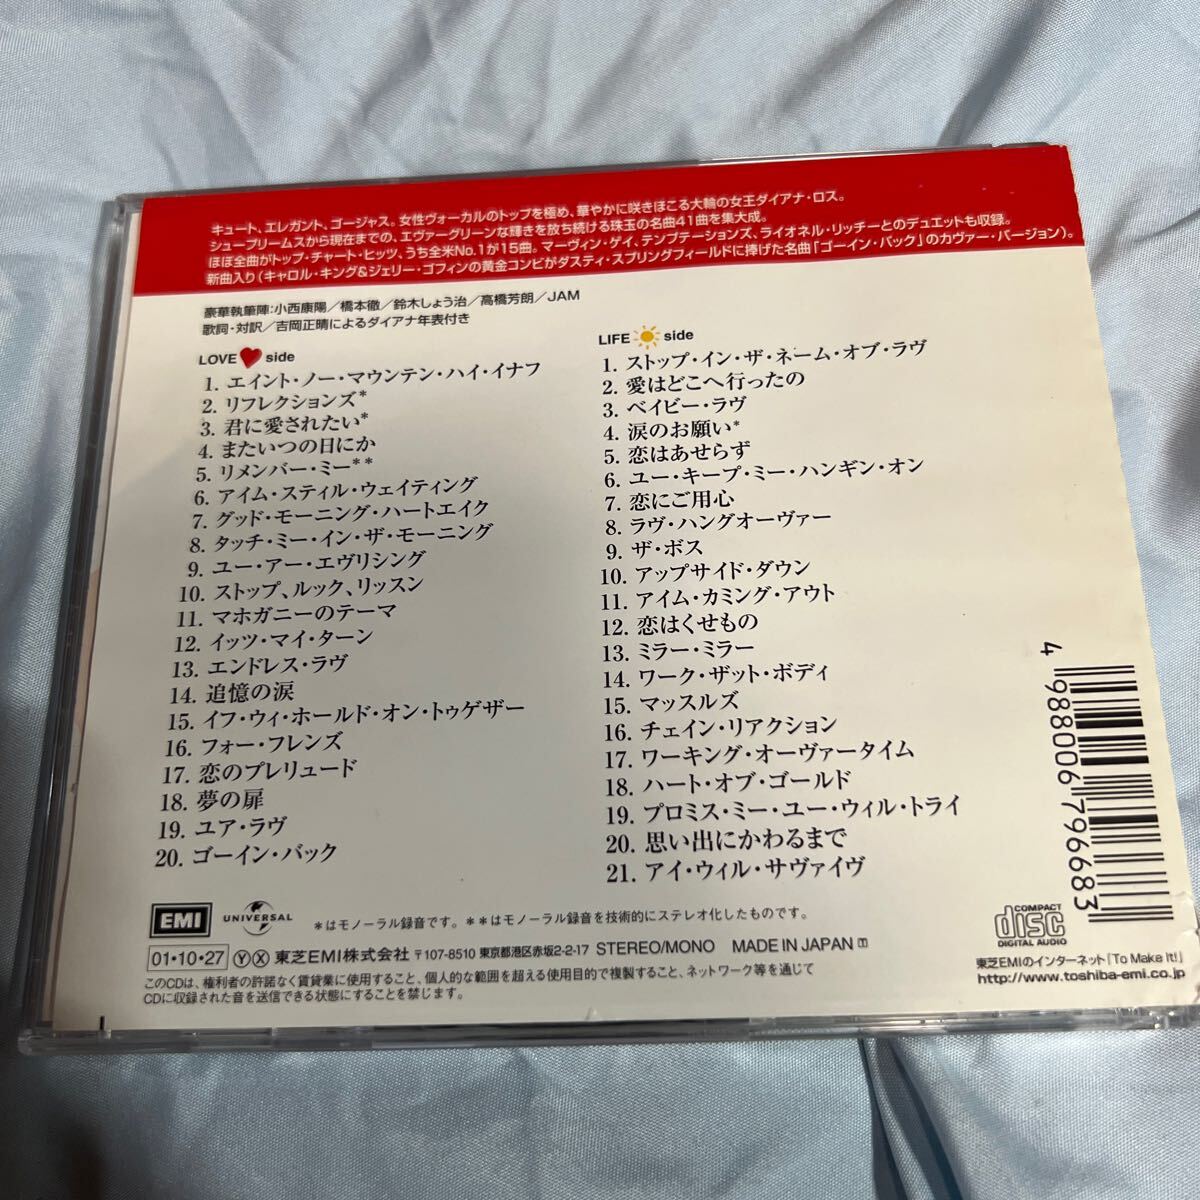 キュート、エレガント、ゴージャス。女性ヴォーカルのトップを極め、華やかに咲きほこる大輪の女王ダイアナ・ロス。
シュープリームスから現在までの、エヴァーグリーンな輝きを放ち続ける珠玉の名曲41曲を集大成。
ほぼ全曲がトップ・チャート・ヒッツ、うち全米No.1が15曲。マーヴィン・ゲイ、テンプテーションズ、ライオネル・リッチーとのデュエットも収録。
新曲入り(キャロル・キング&ジェリー・ゴフィンの黄金コンビがダスティ・スプリングフィールドに捧げた名曲「ゴーイン・バック」のカヴァー・バージョン)。
豪華執筆陣:小西康陽/橋本徹/鈴木しょう治/高橋芳朗/JAM
歌詞・対訳/吉岡正晴によるダイアナ年表付き
LOVE side
1. エイント・ノー・マウンテン・ハイ・イナフ
2. リフレクションズ*
3. 君に愛されたい*
4. またいつの日にか
5. リメンバー・ミー**
6. アイム・スティル・ウェイティング
7. グッド・モーニング・ハートエイク
8. タッチ・ミー・イン・ザ・モーニング
9. ユー・アー・エヴリシング
10. ストップ、ルック、リッスン
11. マホガニーのテーマ
12. イッツ・マイ・ターン
13. エンドレス・ラヴ
14. 追憶の涙
15. イフ・ウィ・ホールド・オン・トゥゲザー
16. フォー・フレンズ
17. 恋のプレリュード
18. 夢の扉
19. ユア・ラヴ
20. ゴーイン・バック
LIFE side
1. ストップ・イン・ザ・ネーム・オブ・ラヴ
2. 愛はどこへ行ったの
3. ベイビー・ラヴ
4. 涙のお願い*
5. 恋はあせらず
6. ユー・キープ・ミー・ハンギン・オン
7. 恋にご用心
8. ラヴ・ハングオーヴァー
9. ザ・ボス
10. アップサイド・ダウン
11. アイム・カミング・アウト
12. 恋はくせもの
13. ミラー・ミラー
14. ワーク・ザット・ボディ
15. マッスルズ
16. チェイン・リアクション
17. ワーキング・オーヴァータイム
18. ハート・オブ・ゴールド
19. プロミス・ミー・ユー・ウィル・トライ
20. 思い出にかわるまで
21. アイ・ウィル・サヴァイヴ
4 988006 796683
EMI UNIVERSAL *はモノーラル録音です。**はモノーラル録音を技術的にステレオ化したものです。
COMPACT disc DIGITAL AUDIO
01・10・27 Ⓨ Ⓧ 東芝EMI株式会社 〒107-8510 東京都港区赤坂2-2-17 STEREO/MONO MADE IN JAPAN
このCDは、権利者の許諾なく賃貸業に使用すること、個人的な範囲を超える使用目的で複製すること、ネットワーク等を通じて
CDに収録された音を送信できる状態にすることを禁じます。
東芝EMIのインターネット「To Make It!」
http://www.toshiba-emi.co.jp